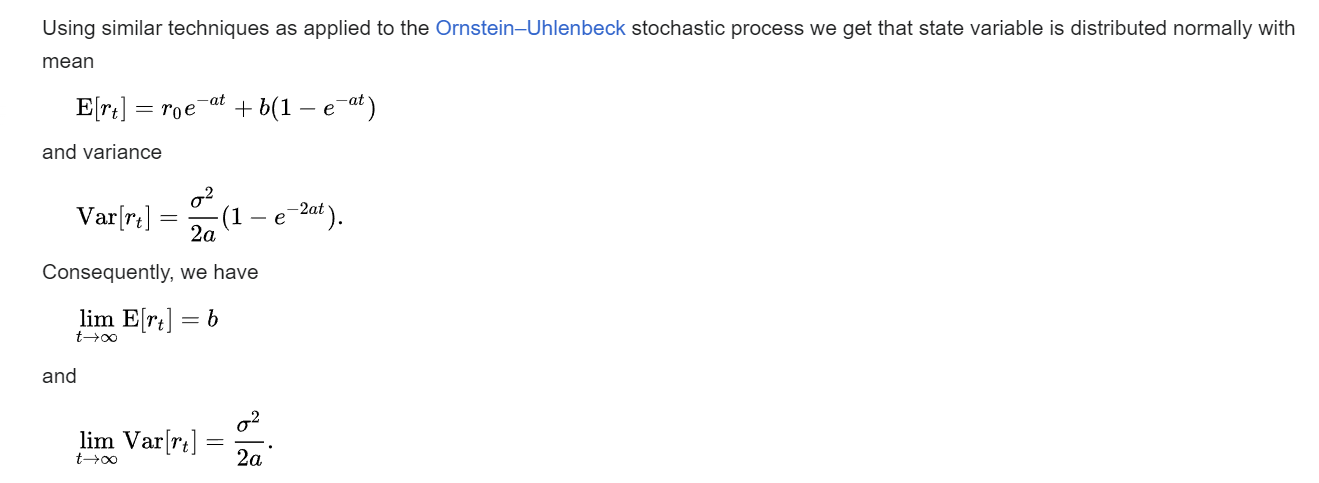 Using similar techniques as applied to the Ornstein–Uhlenbeck stochastic process we get that state variable is distributed normally with
mean
E[r_t] = r_0 e^{−at} + b(1 − e^{−at})
and variance
Var[r_t] = \frac{σ^2}{2a}(1 − e^{−2at}).
Consequently, we have
\lim_{t→∞} E[r_t] = b
and
\lim_{t→∞} Var[r_t] = \frac{σ^2}{2a}.